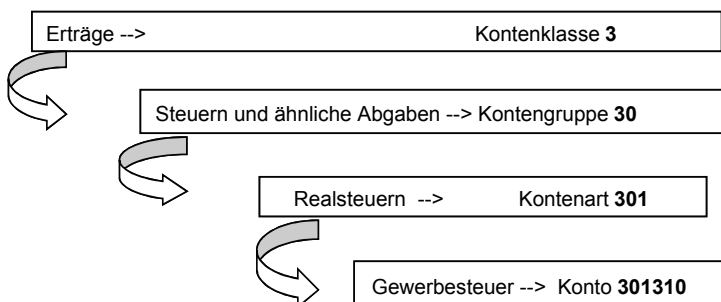 Erträge --> Kontenklasse 3
Steuern und ähnliche Abgaben --> Kontengruppe 30
Realsteuern --> Kontenart 301
Gewerbesteuer --> Konto 301310